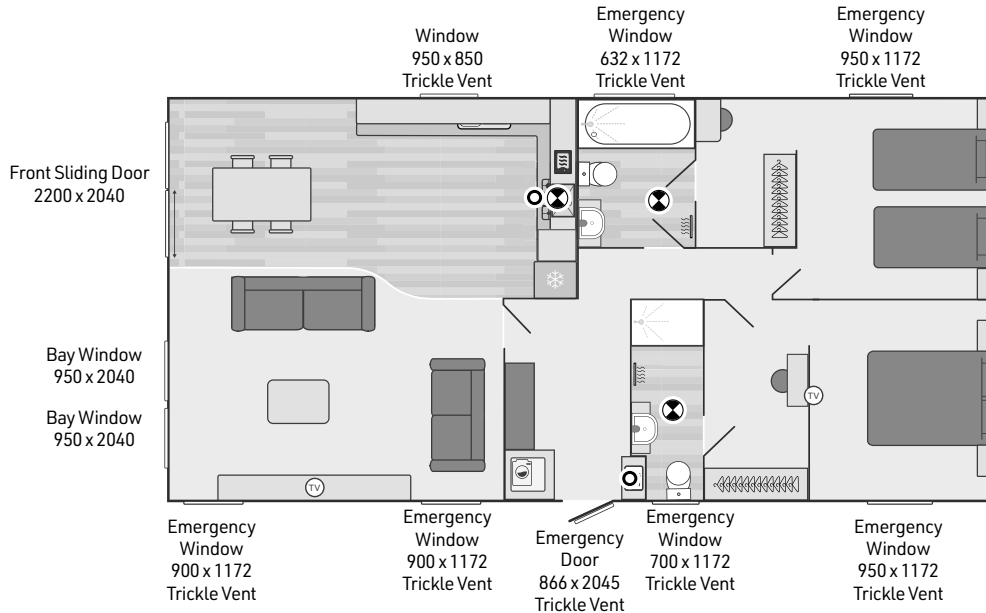 Window
950 x 850
Trickle Vent
Emergency
Window
632 x 1172
Trickle Vent
Emergency
Window
950 x 1172
Trickle Vent
Front Sliding Door
2200 x 2040
Bay Window
950 x 2040
Bay Window
950 x 2040
TV
TV
Emergency
Window
900 x 1172
Trickle Vent
Emergency
Window
900 x 1172
Trickle Vent
Emergency
Door
866 x 2045
Trickle Vent
Emergency
Window
700 x 1172
Trickle Vent
Emergency
Window
950 x 1172
Trickle Vent